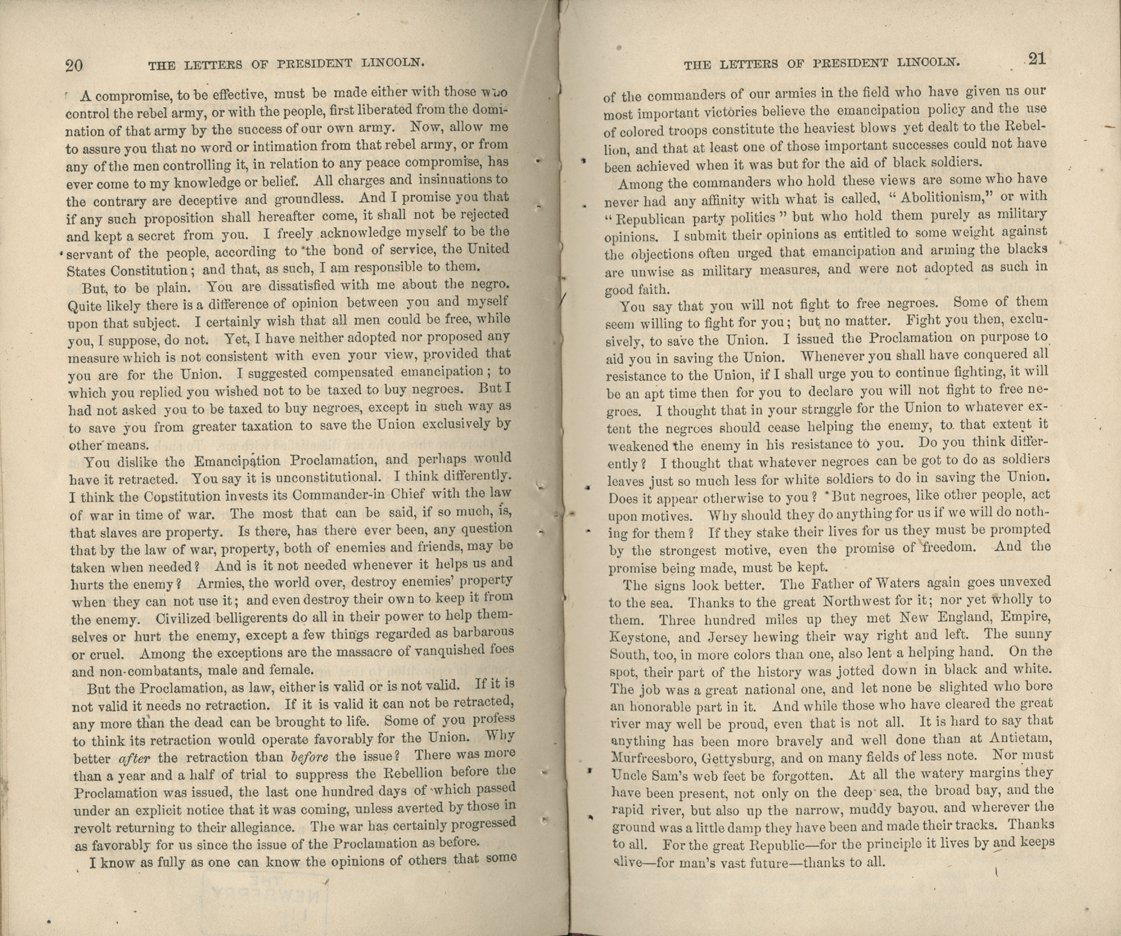 20 THE LETTERS OF PRESIDENT LINCOLN.
A compromise, to be effective, must be made either with those who
control the rebel army, or with the people, first liberated from the domi-
nation of that army by the success of our own army. Now, allow me
to assure you that no word or intimation from that rebel army, or from
any of the men controlling it, in relation to any peace compromise, has
ever come to my knowledge or belief. All charges and insinuations to
the contrary are deceptive and groundless. And I promise you that
if any such proposition shall hereafter come, it shall not be rejected
and kept a secret from you. I freely acknowledge myself to be the
servant of the people, according to the bond of service, the United
States Constitution; and that, as such, I am responsible to them.
But, to be plain. You are dissatisfied with me about the negro.
Quite likely there is a difference of opinion between you and myself
upon that subject. I certainly wish that all men could be free, while
you, I suppose, do not. Yet, I have neither adopted nor proposed any
measure which is not consistent with even your view, provided that
you are for the Union. I suggested compensated emancipation; to
which you replied you wished not to be taxed to buy negroes. But I
had not asked you to be taxed to buy negroes, except in such way as
to save you from greater taxation to save the Union exclusively by
other means.
You dislike the Emancipation Proclamation, and perhaps would
have it retracted. You say it is unconstitutional. I think differently.
I think the Constitution invests its Commander-in Chief with the law
of war in time of war. The most that can be said, if so much, is,
that slaves are property. Is there, has there ever been, any question
that by the law of war, property, both of enemies and friends, may be
taken when needed? And is it not needed whenever it helps us and
hurts the enemy? Armies, the world over, destroy enemies' property
when they can not use it; and even destroy their own to keep it from
the enemy. Civilized belligerents do all in their power to help them-
selves or hurt the enemy, except a few things regarded as barbarous
or cruel. Among the exceptions are the massacre of vanquished foes
and non-combatants, male and female.
But the Proclamation, as law, either is valid or is not valid. If it is
not valid it needs no retraction. If it is valid it can not be retracted,
any more than the dead can be brought to life. Some of you profess
to think its retraction would operate favorably for the Union. Why
better after the retraction than before the issue? There was more
than a year and a half of trial to suppress the Rebellion before the
Proclamation was issued, the last one hundred days of which passed
under an explicit notice that it was coming, unless averted by those in
revolt returning to their allegiance. The war has certainly progressed
as favorably for us since the issue of the Proclamation as before.
I know as fully as one can know the opinions of others that some
THE LETTERS OF PRESIDENT LINCOLN. 21
of the commanders of our armies in the field who have given us our
most important victories believe the emancipation policy and the use
of colored troops constitute the heaviest blows yet dealt to the Rebel-
lion, and that at least one of those important successes could not have
been achieved when it was but for the aid of black soldiers.
Among the commanders who hold these views are some who have
never had any affinity with what is called, "Abolitionism," or with
"Republican party politics" but who hold them purely as military
opinions. I submit their opinions as entitled to some weight against
the objections often urged that emancipation and arming the blacks
are unwise as military measures, and were not adopted as such in
good faith.
You say that you will not fight to free negroes. Some of them
seem willing to fight for you; but no matter. Fight you then, exclu-
sively, to save the Union. I issued the Proclamation on purpose to
aid you in saving the Union. Whenever you shall have conquered all
resistance to the Union, if I shall urge you to continue fighting, it will
be an apt time then for you to declare you will not fight to free ne-
groes. I thought that in your struggle for the Union to whatever ex-
tent the negroes should cease helping the enemy, to that extent it
weakened the enemy in his resistance to you. Do you think differ-
ently? I thought that whatever negroes can be got to do as soldiers
leaves just so much less for white soldiers to do in saving the Union.
Does it appear otherwise to you? But negroes, like other people, act
upon motives. Why should they do anything for us if we will do noth-
ing for them? If they stake their lives for us they must be prompted
by the strongest motive, even the promise of freedom. And the
promise being made, must be kept.
The signs look better. The Father of Waters again goes unvexed
to the sea. Thanks to the great Northwest for it; nor yet wholly to
them. Three hundred miles up they met New England, Empire,
Keystone, and Jersey hewing their way right and left. The sunny
South, too, in more colors than one, also lent a helping hand. On the
spot, their part of the history was jotted down in black and white.
The job was a great national one, and let none be slighted who bore
an honorable part in it. And while those who have cleared the great
river may well be proud, even that is not all. It is hard to say that
anything has been more bravely and well done than at Antietam,
Murfreesboro, Gettysburg, and on many fields of less note. Nor must
Uncle Sam's web feet be forgotten. At all the watery margins they
have been present, not only on the deep sea, the broad bay, and the
rapid river, but also up the narrow, muddy bayou, and wherever the
ground was a little damp they have been and made their tracks. Thanks
to all. For the great Republic—for the principle it lives by and keeps
alive—for man's vast future—thanks to all.